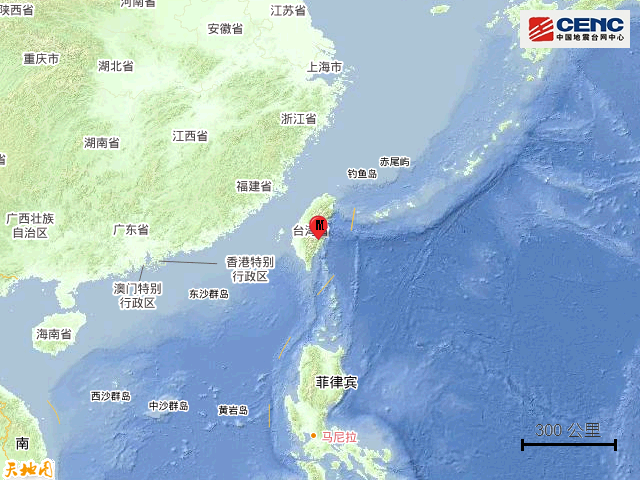 陕西省
河南省
江苏省
CENC
中国地震台网中心
安徽省
重庆市
湖北省
上海市
浙江省
江西省
湖南省
赤尾屿
钓鱼岛
福建省
广西壮族
自治区
广东省
台湾
香港特别
行政区
澳门特别
行政区
东沙群岛
海南省
菲律宾
西沙群岛
中沙群岛
黄岩岛
300 公里
马尼拉
南
天地图